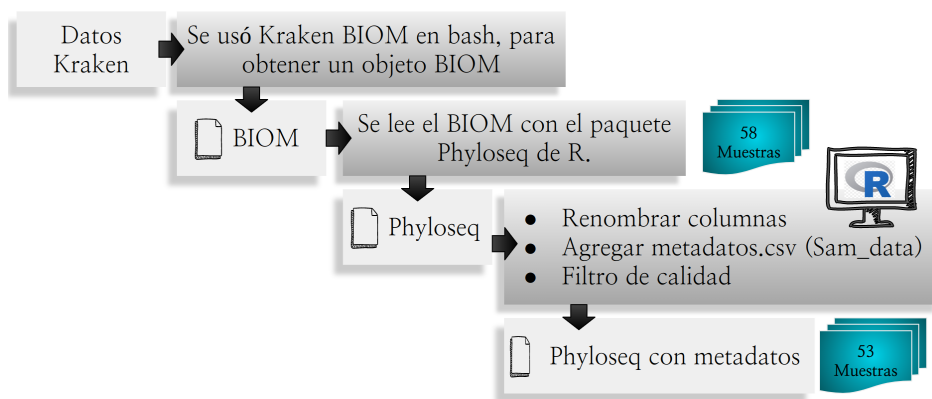 Datos
Kraken
Se usó Kraken BIOM en bash, para
obtener un objeto BIOM
BIOM
Se lee el BIOM con el paquete
Phyloseq de R.
58
Muestras
R
Phyloseq
● Renombrar columnas
● Agregar metadatos.csv (Sam_data)
● Filtro de calidad
Phyloseq con metadatos
53
Muestras